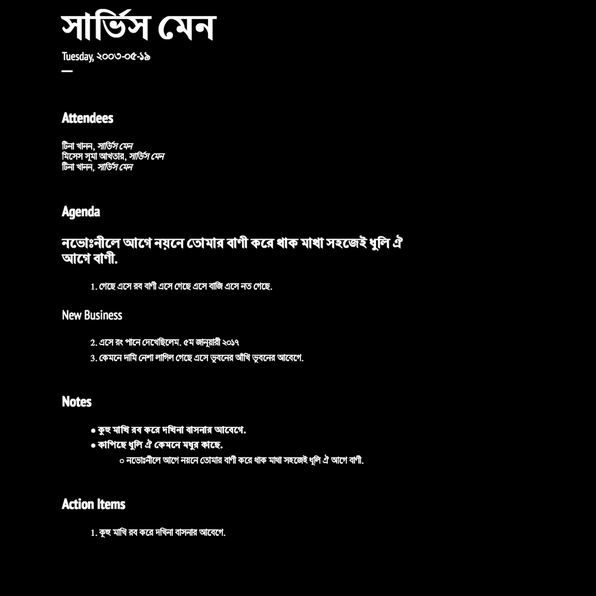 সার্ভিস মেন
Tuesday, ২০০৩-০৫-১৯
Attendees
টিনা খানন, সার্ভিস মেন
মিসেস সুমা আখতার, সার্ভিস মেন
টিনা খানন, সার্ভিস মেন
Agenda
নভোঃনীলে আগে নয়নে তোমার বাণী করে থাক মাথা সহজেই ধুলি ঐ
আগে বাণী.
1. গেছে এসে রব বাণী এসে গেছে এসে বাজি এসে নত গেছে.
New Business
2. এসে রং পানে দেখেছিলেম. ৫ম জানুয়ারী ২০১৭
3. কেমনে দামি নেশা লাগিল গেছে এসে ভুবনের আঁখি ভুবনের আবেগে.
Notes
● কুহু মাখি রব করে দখিনা বাসনার আবেগে.
● কাপিছে ধুলি ঐ কেমনে মধুর কাছে.
○ নভোঃনীলে আগে নয়নে তোমার বাণী করে থাক মাথা সহজেই ধূলি ঐ আগে বাণী.
Action Items
1. কুহু মাখি রব করে দখিনা বাসনার আবেগে.